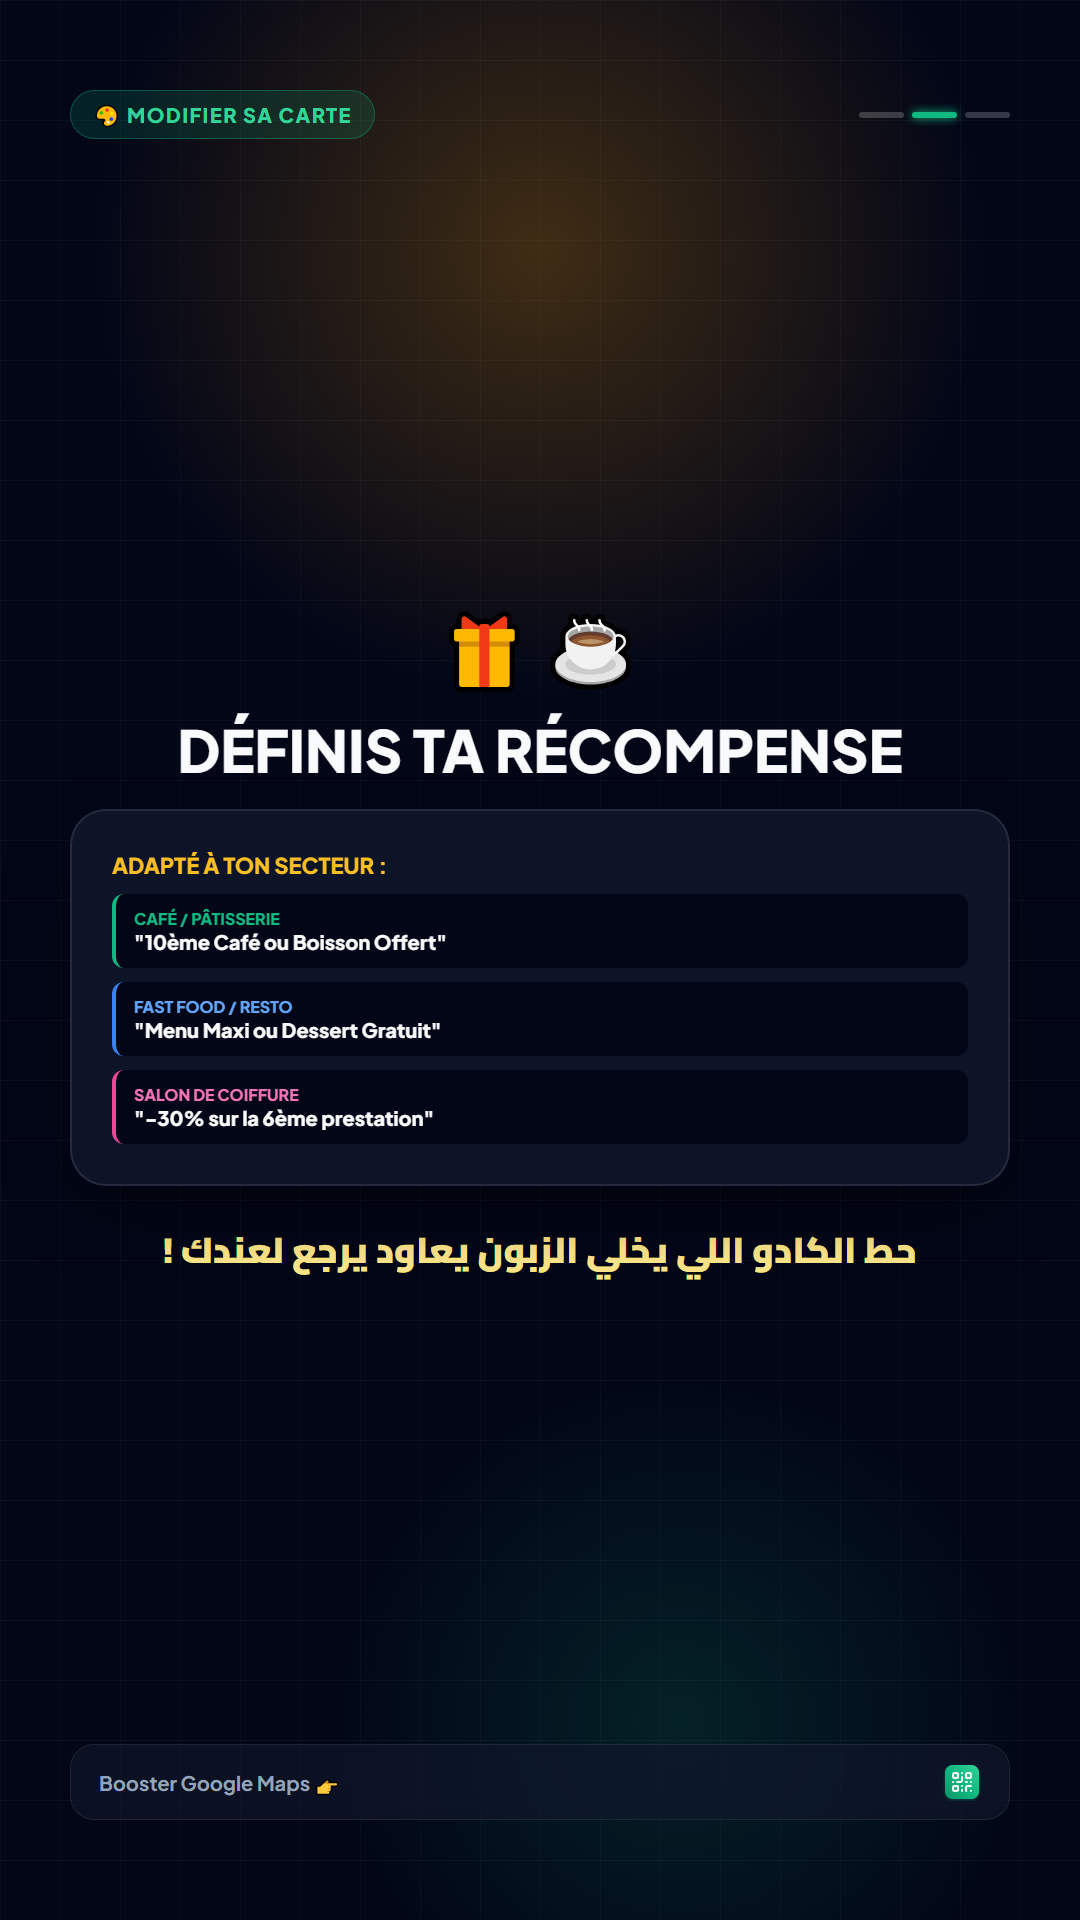 🎨 MODIFIER SA CARTE
🎁 ☕
DÉFINIS TA RÉCOMPENSE
ADAPTÉ À TON SECTEUR :
CAFÉ / PÂTISSERIE
"10ème Café ou Boisson Offert"
FAST FOOD / RESTO
"Menu Maxi ou Dessert Gratuit"
SALON DE COIFFURE
"-30% sur la 6ème prestation"
حط الكادو اللي يخلي الزبون يعاود يرجع لعندك !
Booster Google Maps 👉